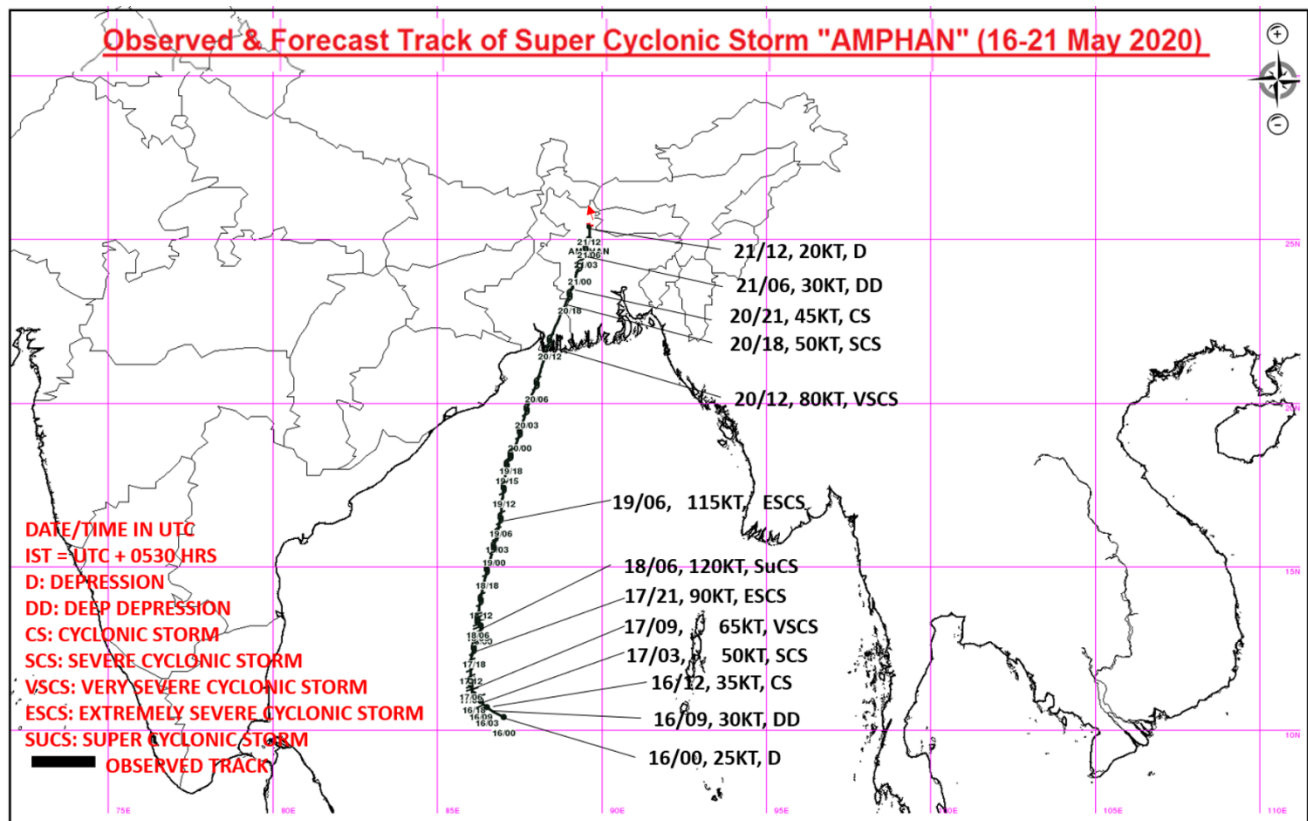 Observed & Forecast Track of Super Cyclonic Storm "AMPHAN" (16-21 May 2020)
21/12
AMPHAN
21/06
21/03
21/00
20/18
20/12
20/06
20/03
20/00
19/18
19/15
19/12
19/06
19/03
19/00
18/18
18/06
17/18
17/12
17/06
16/18
16/09
16/03
16/00
21/12, 20KT, D
21/06, 30KT, DD
20/21, 45KT, CS
20/18, 50KT, SCS
20/12, 80KT, VSCS
19/06, 115KT, ESCS
18/06, 120KT, SuCS
17/21, 90KT, ESCS
17/09, 65KT, VSCS
17/03, 50KT, SCS
16/12, 35KT, CS
16/09, 30KT, DD
16/00, 25KT, D
DATE/TIME IN UTC
IST = UTC + 0530 HRS
D: DEPRESSION
DD: DEEP DEPRESSION
CS: CYCLONIC STORM
SCS: SEVERE CYCLONIC STORM
VSCS: VERY SEVERE CYCLONIC STORM
ESCS: EXTREMELY SEVERE CYCLONIC STORM
SUCS: SUPER CYCLONIC STORM
OBSERVED TRACK
25N
20N
15N
10N
75E 80E 85E 90E 95E 100E 105E 110E